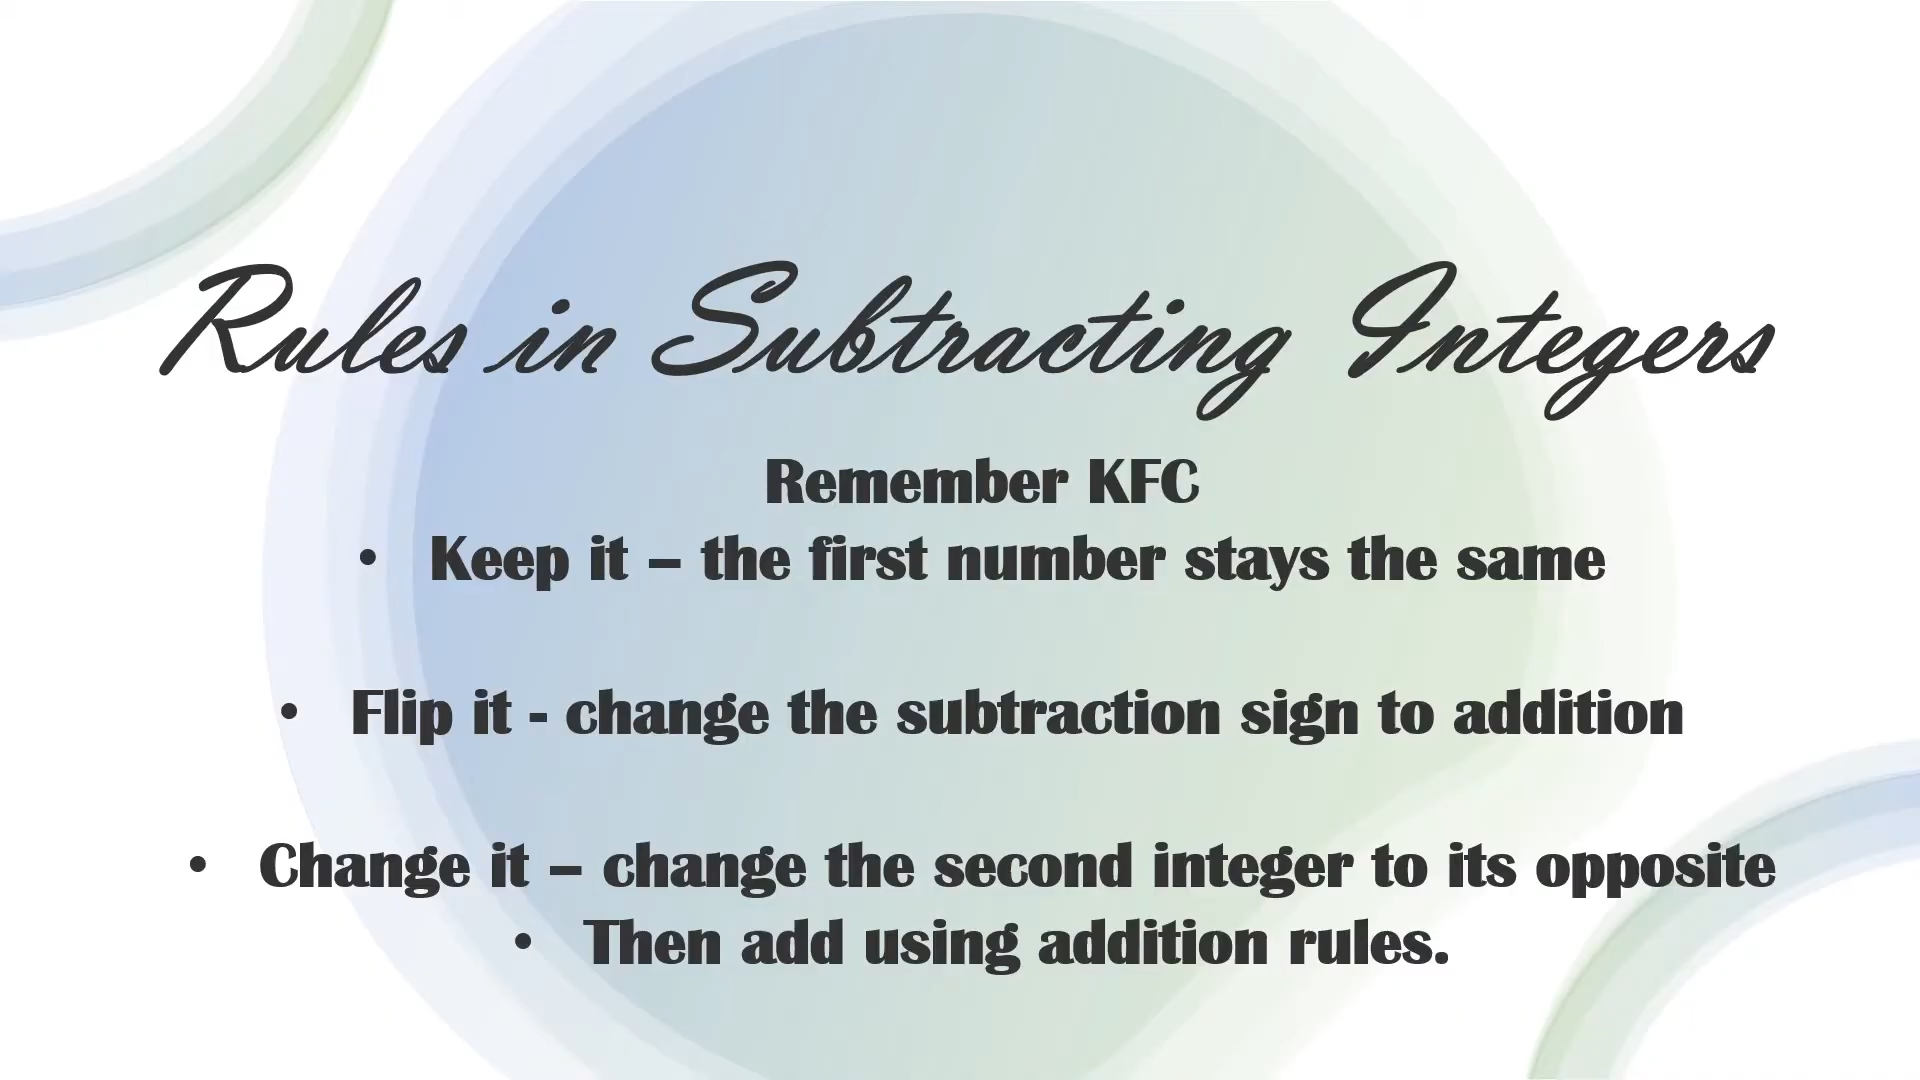 Rules in Subtracting Integers
Remember KFC
• Keep it – the first number stays the same
• Flip it - change the subtraction sign to addition
• Change it – change the second integer to its opposite
• Then add using addition rules.